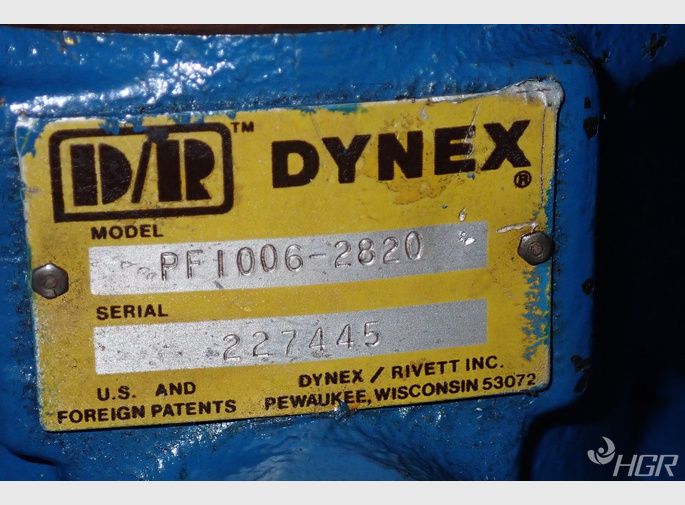 D/R™ DYNEX®
MODEL
PF1006-2820
SERIAL
227445
U.S. AND
FOREIGN PATENTS
DYNEX / RIVETT INC.
PEWAUKEE, WISCONSIN 53072
HGR